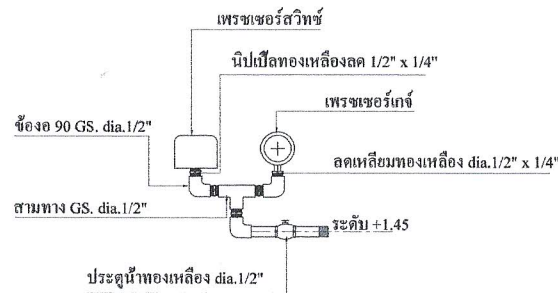 เพรซเซอร์สวิทซ์
นิปเปิ้ลทองเหลืองลด 1/2" x 1/4"
เพรซเซอร์เกจ์
ข้องอ 90 GS. dia.1/2"
ลดเหลี่ยมทองเหลือง dia.1/2" x 1/4"
สามทาง GS. dia.1/2"
ระดับ +1.45
ประตูน้ำทองเหลือง dia.1/2"